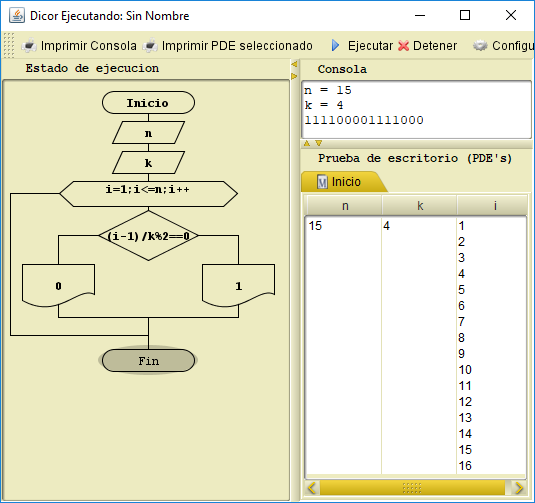 Dicor Ejecutando: Sin Nombre
Imprimir Consola Imprimir PDE seleccionado Ejecutar Detener Configu
Estado de ejecucion
Inicio
n
k
i=1;i<=n;i++
(i-1)/k%2==0
0 1
Fin
Consola
n = 15
k = 4
111100001111000
Prueba de escritorio (PDE's)
Inicio
n k i
15 4 1
2
3
4
5
6
7
8
9
10
11
12
13
14
15
16